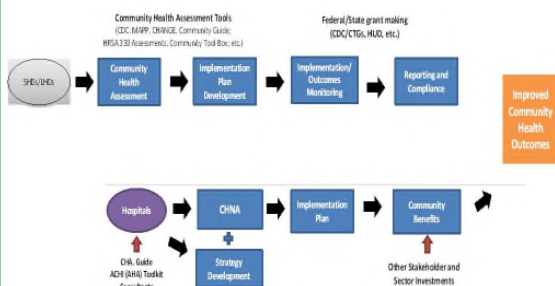 Community Health Assessment Tools
(CDC: MAPP, CHANGE, Community Guide;
HRSA 330 Assessments; Community Tool Box; etc.)
Federal/State grant making
(CDC/CTGs, HUD, etc.)
SHDs/LHDs
Community
Health
Assessment
Implementation
Plan
Development
Implementation/
Outcomes
Monitoring
Reporting and
Compliance
Improved
Community
Health
Outcomes
Hospitals
CHNA
Implementation
Plan
Community
Benefits
CHA. Guide
ACHI (AHA) Toolkit
Consultants
Strategy
Development
Other Stakeholder and
Sector Investments